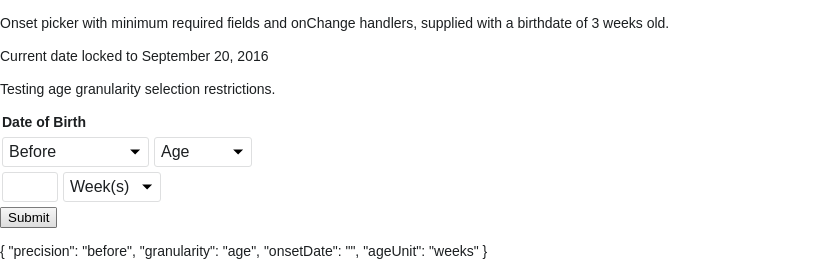 Onset picker with minimum required fields and onChange handlers, supplied with a birthdate of 3 weeks old.
Current date locked to September 20, 2016
Testing age granularity selection restrictions.
Date of Birth
Before Age
Week(s)
Submit
{ "precision": "before", "granularity": "age", "onsetDate": "", "ageUnit": "weeks" }